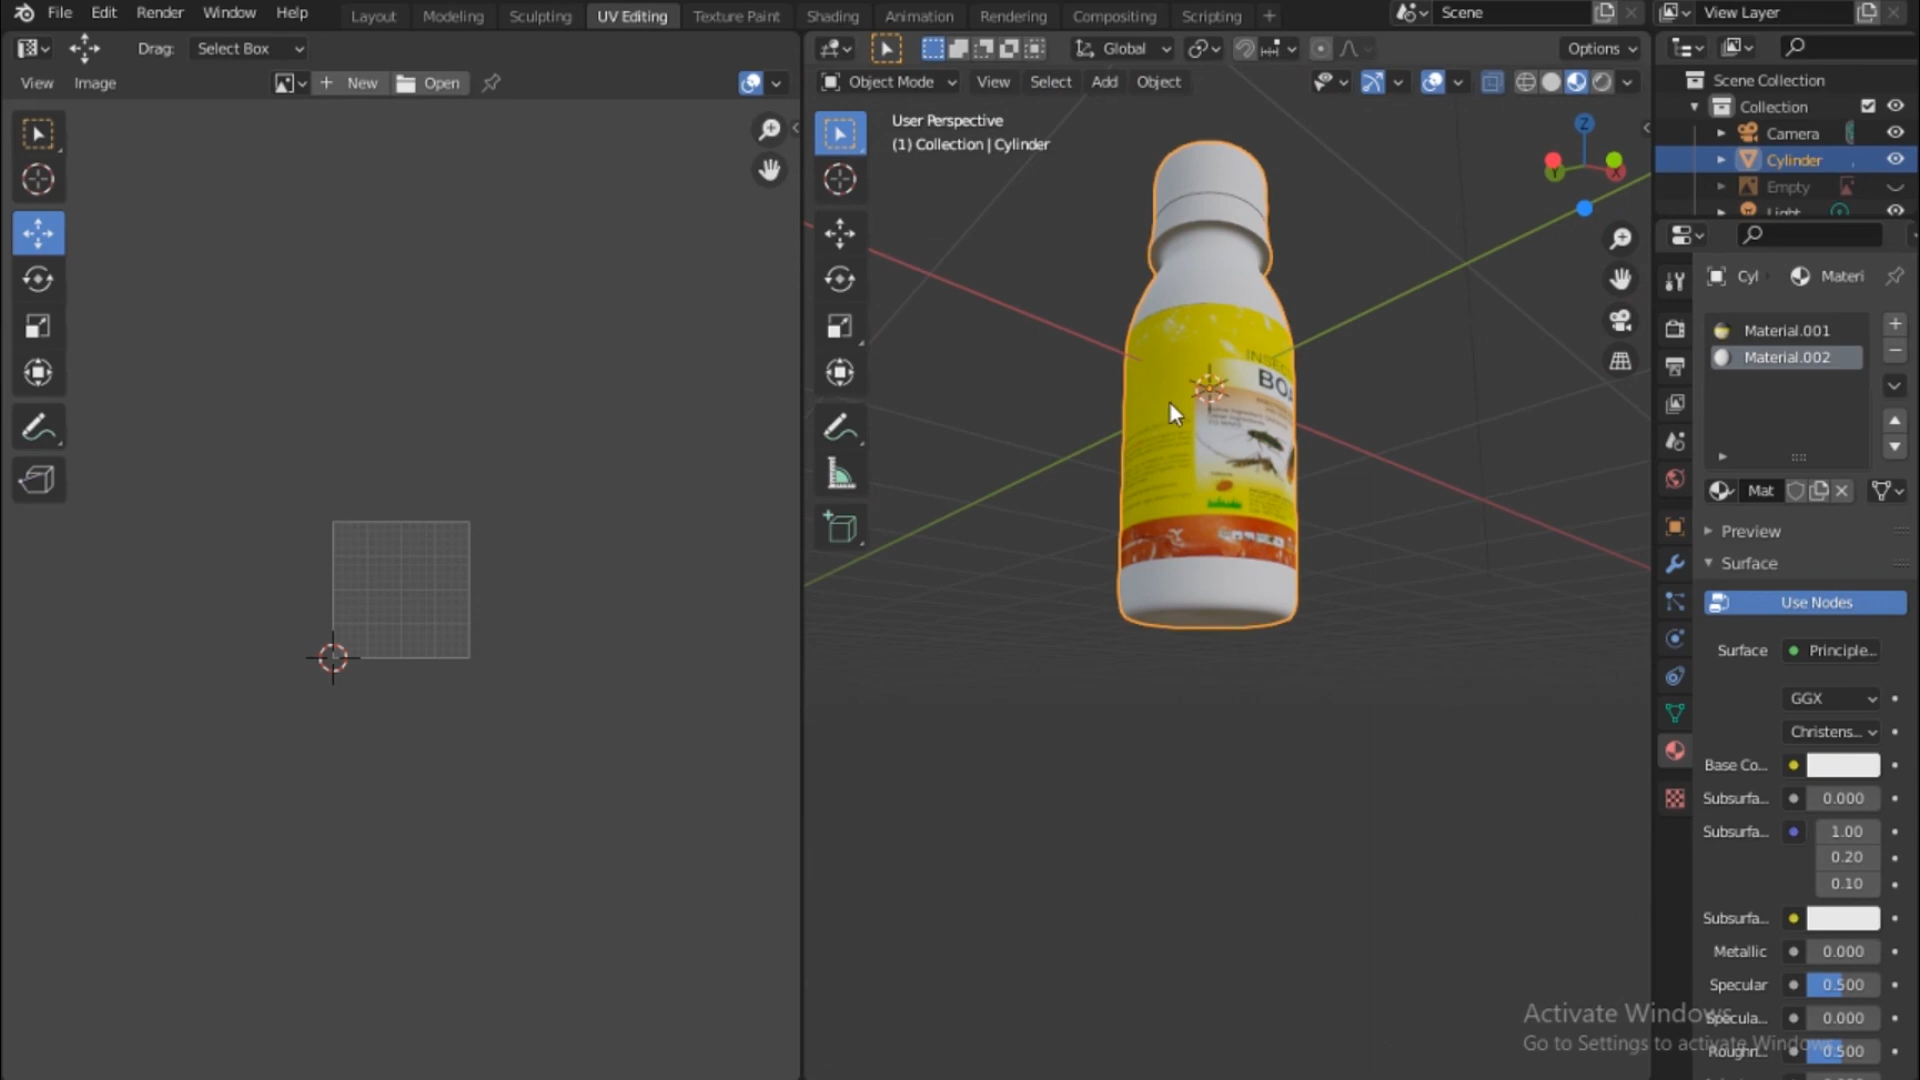 File Edit Render Window Help
Layout Modeling Sculpting UV Editing Texture Paint Shading Animation Rendering Compositing Scripting +
Scene
View Layer
Drag: Select Box
Global
Options
View Image
+ New Open
Object Mode View Select Add Object
User Perspective
(1) Collection | Cylinder
Z
Y
X
Scene Collection
Collection
Camera
Cylinder
Empty
Light
Cyl
Materi
Material.001
Material.002
Mat
Preview
Surface
Use Nodes
Surface Principle...
GGX
Christens...
Base Co...
Subsurfa... 0.000
Subsurfa... 1.00
0.20
0.10
Subsurfa...
Metallic 0.000
Specular 0.500
Specula... 0.000
Roughn... 0.500
Activate Windows
Go to Settings to activate Windows.